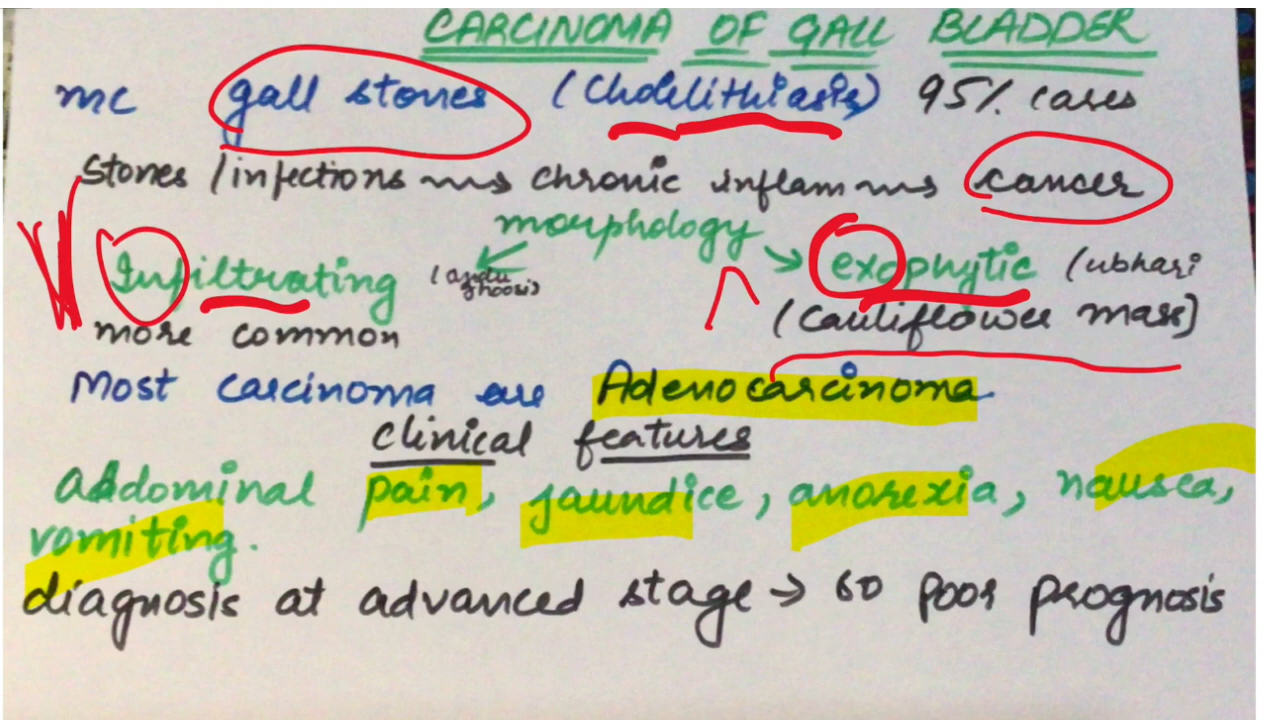 CARCINOMA OF GALL BLADDER
mc gall stones (Cholelithiasis) 95% cases
Stones / infections chronic inflam cancer
morphology
Infiltrating exophytic (ubhari
more common (cauliflower mass)
Most carcinoma are Adenocarcinoma
clinical features
Abdominal pain, jaundice, anorexia, nausea,
vomiting.
diagnosis at advanced stage → so poor prognosis